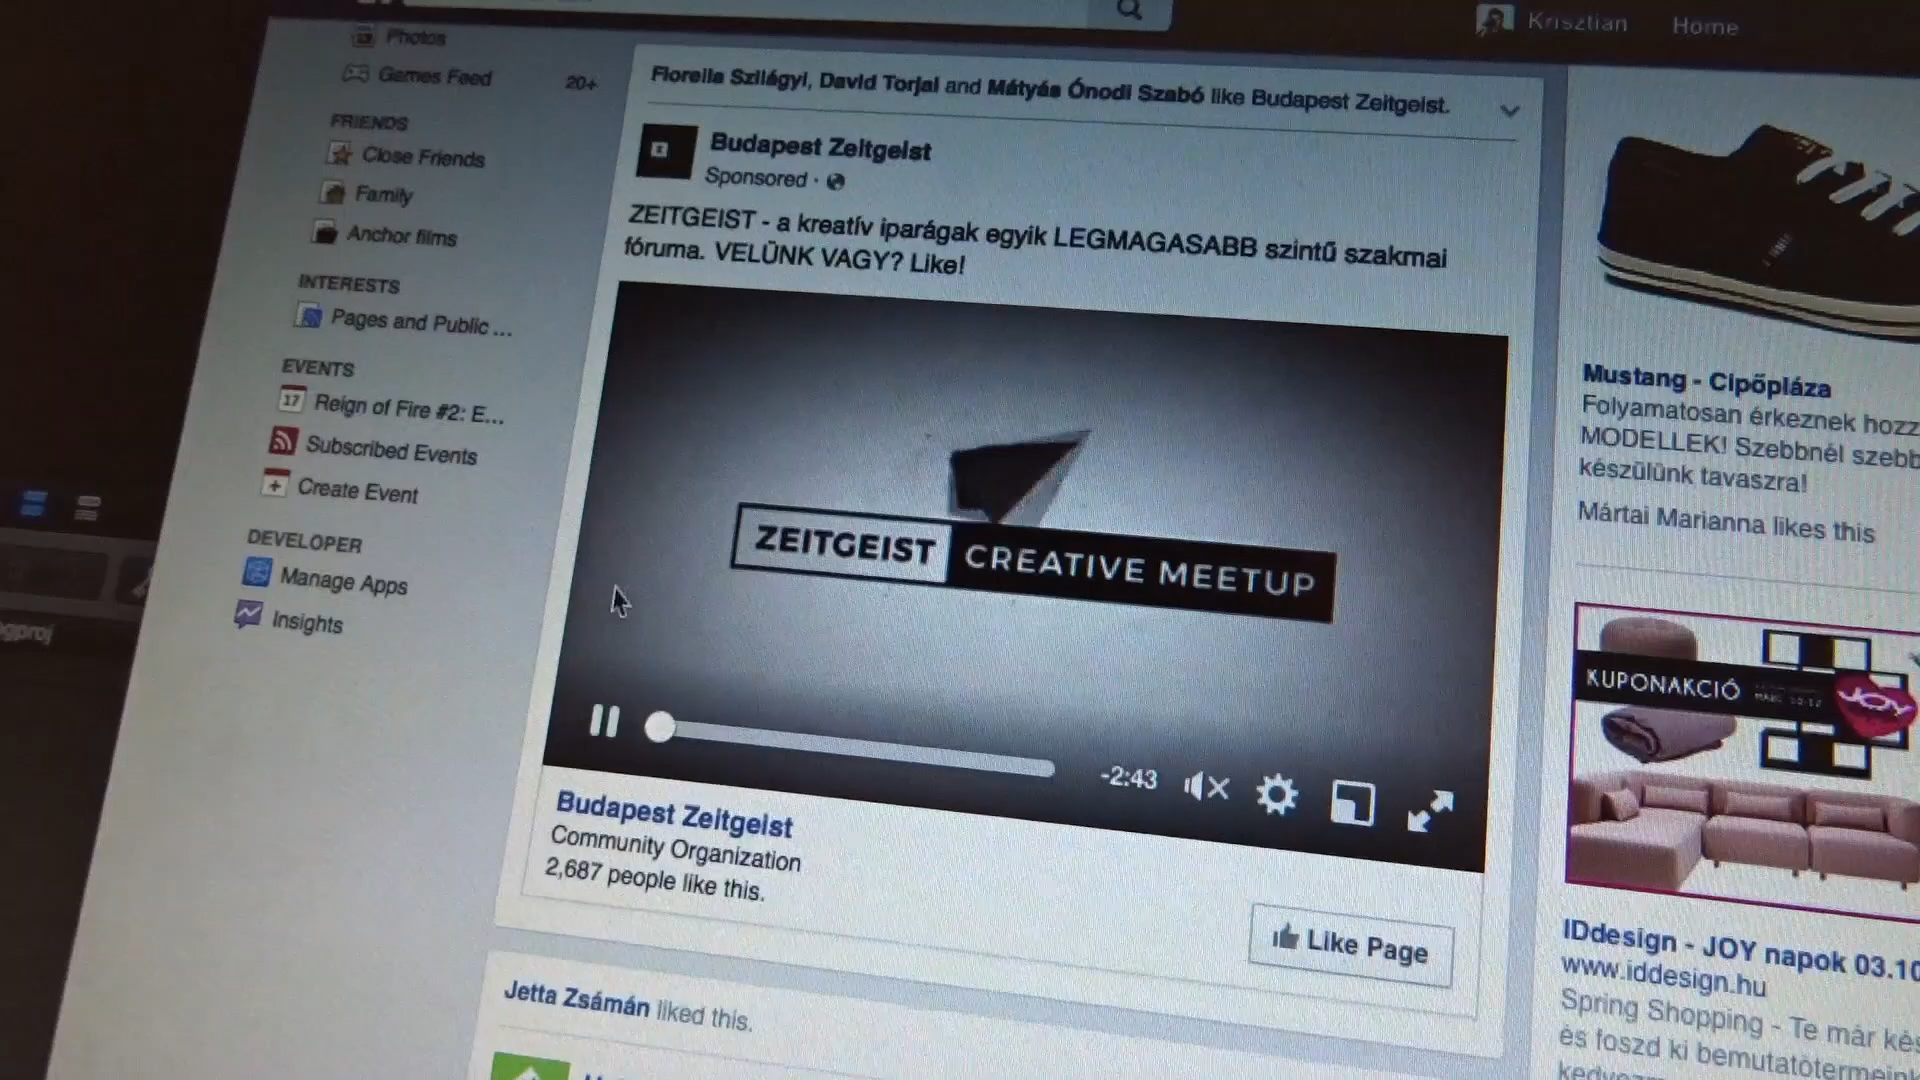 Krisztian
Home
Photos
Games Feed
20+
FRIENDS
Close Friends
Family
Anchor films
INTERESTS
Pages and Public ...
EVENTS
17
Reign of Fire #2: E...
Subscribed Events
Create Event
DEVELOPER
Manage Apps
Insights
Fiorella Szilágyi, David Torjai and Mátyás Ónodi Szabó like Budapest Zeitgeist.
Budapest Zeitgeist
Sponsored ·
ZEITGEIST - a kreatív iparágak egyik LEGMAGASABB szintű szakmai
fóruma. VELÜNK VAGY? Like!
ZEITGEIST CREATIVE MEETUP
-2:43
Budapest Zeitgeist
Community Organization
2,687 people like this.
Like Page
Jetta Zsámán liked this.
Mustang - Cipőpláza
Folyamatosan érkeznek hozz
MODELLEK! Szebbnél szebb
készülünk tavaszra!
Mártai Marianna likes this
KUPONAKCIÓ
JOY
IDdesign - JOY napok 03.10
www.iddesign.hu
Spring Shopping - Te már kés
és foszd ki bemutatótermeink